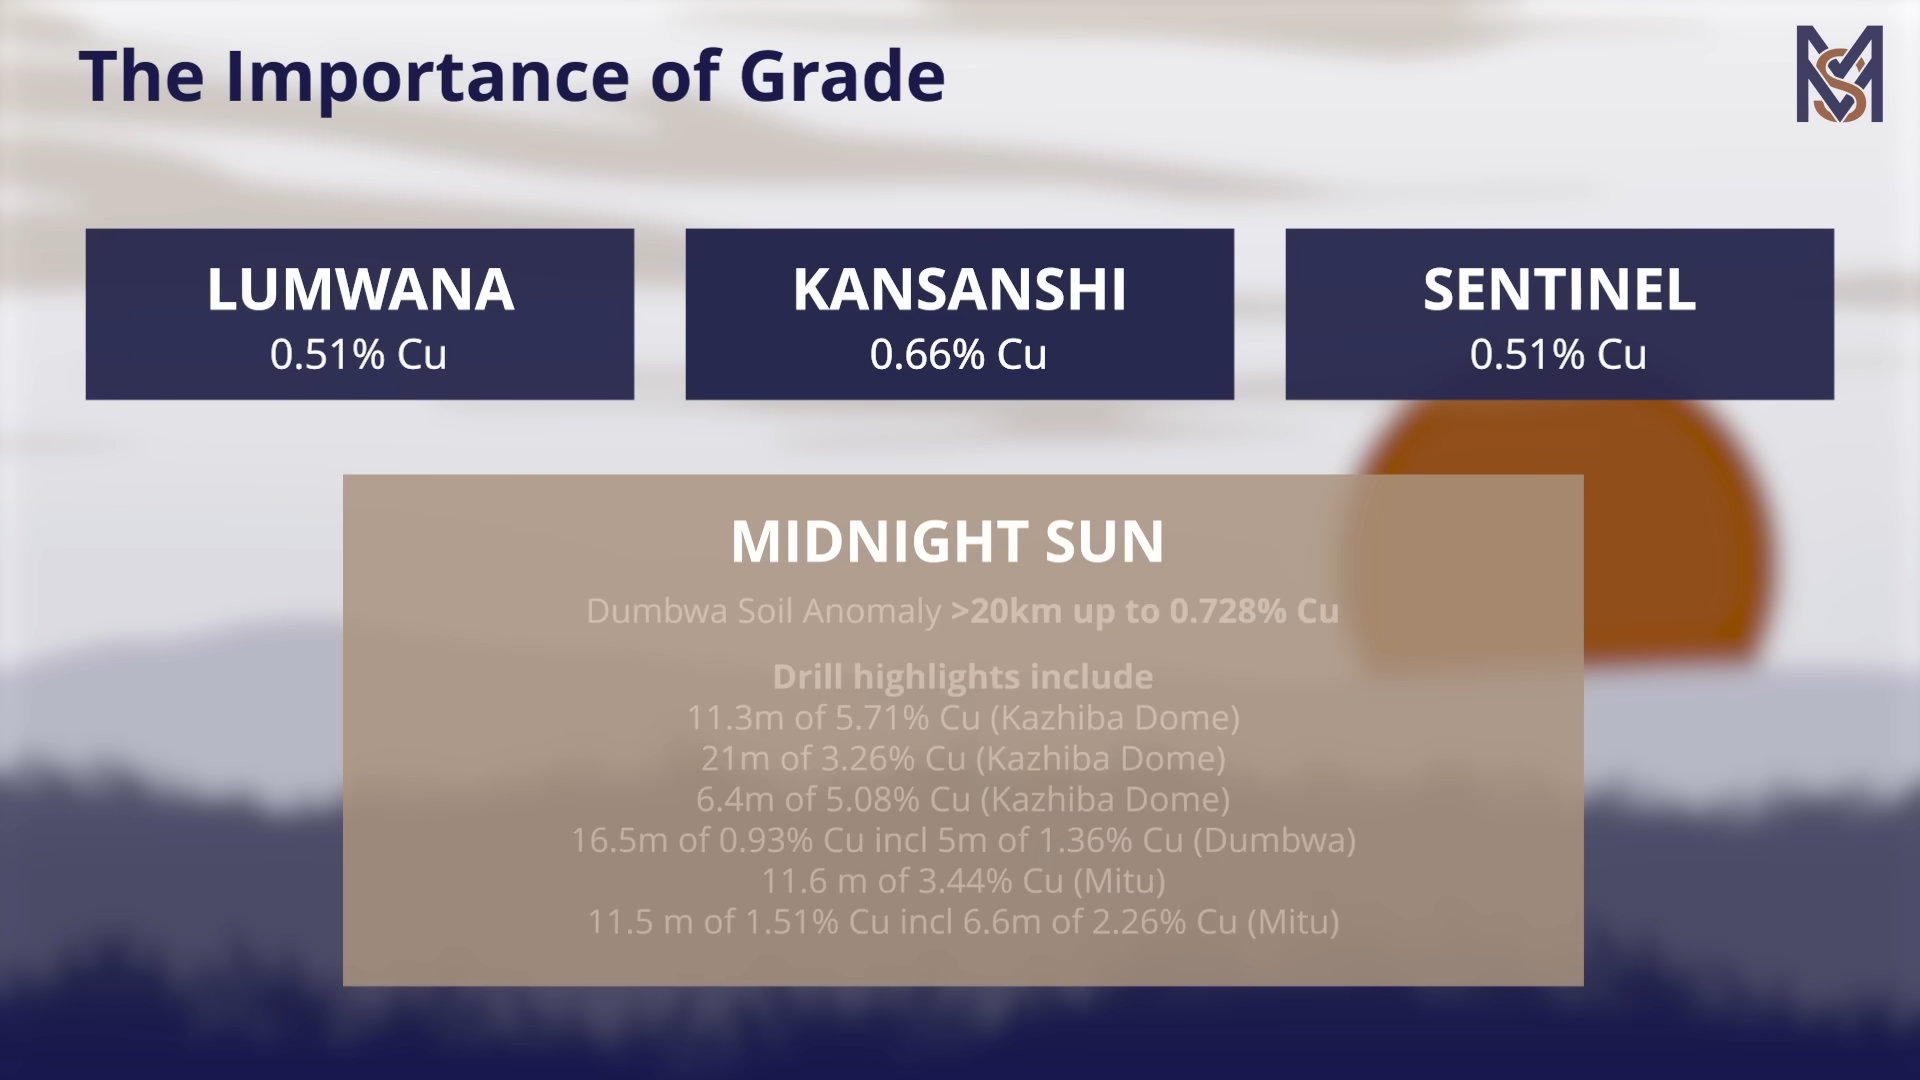 The Importance of Grade
LUMWANA
0.51% Cu
KANSANSHI
0.66% Cu
SENTINEL
0.51% Cu
MIDNIGHT SUN
Dumbwa Soil Anomaly >20km up to 0.728% Cu
Drill highlights include
11.3m of 5.71% Cu (Kazhiba Dome)
21m of 3.26% Cu (Kazhiba Dome)
6.4m of 5.08% Cu (Kazhiba Dome)
16.5m of 0.93% Cu incl 5m of 1.36% Cu (Dumbwa)
11.6 m of 3.44% Cu (Mitu)
11.5 m of 1.51% Cu incl 6.6m of 2.26% Cu (Mitu)